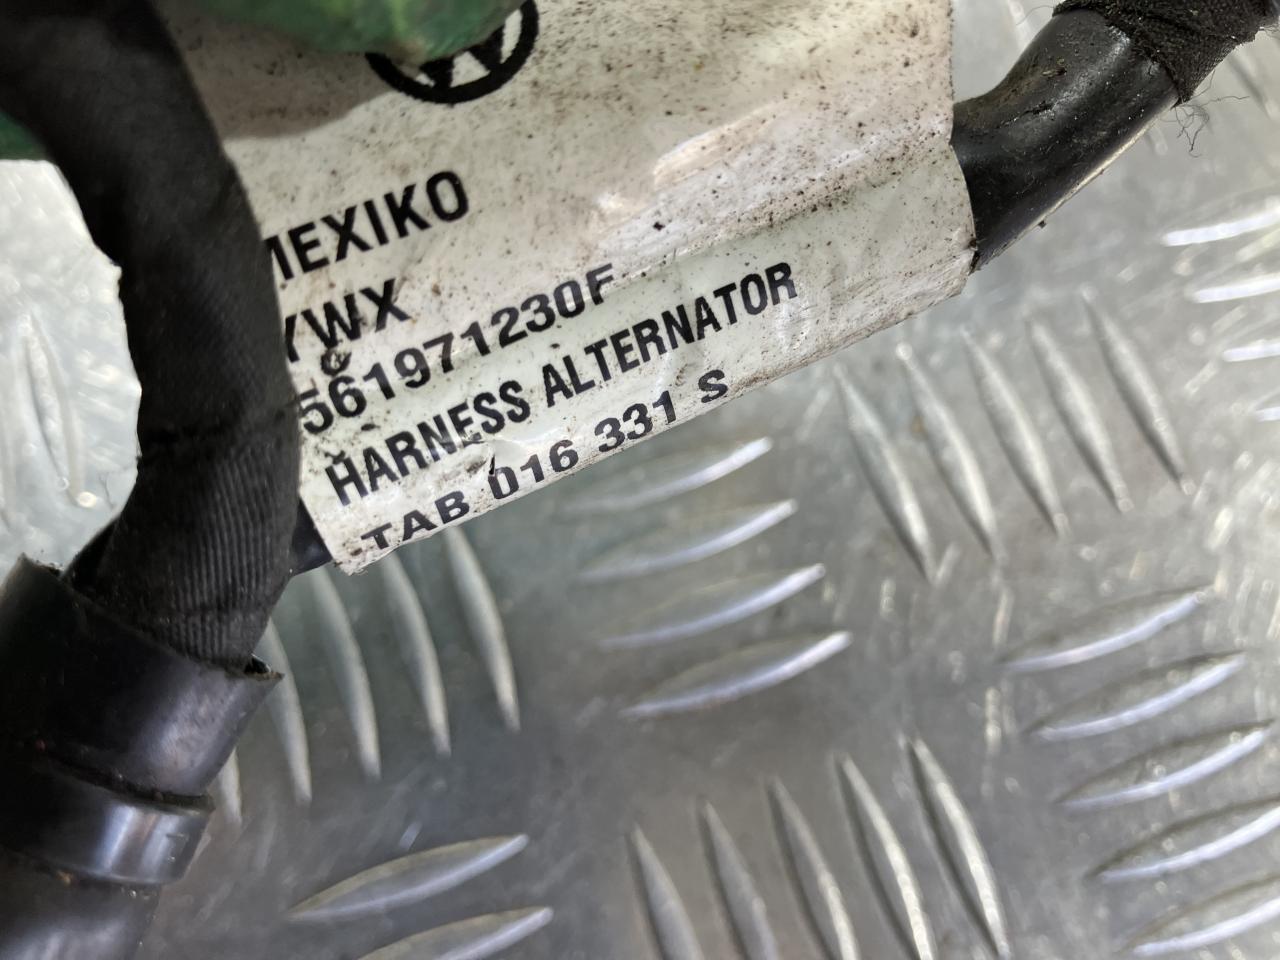 MEXIKO
YWX
561971230F
HARNESS ALTERNATOR
TAB 016 331 S